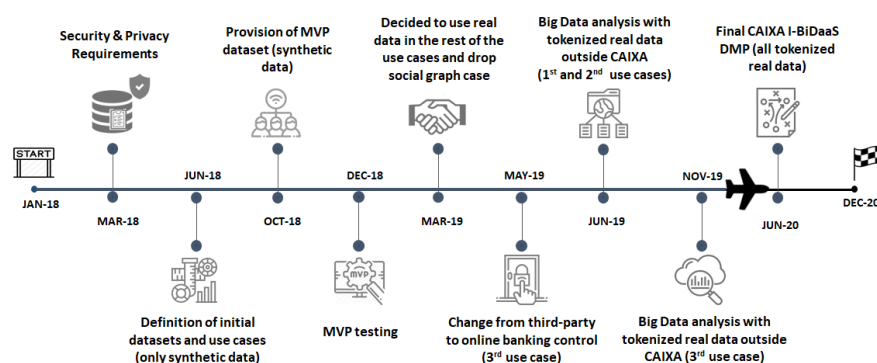 Security & Privacy
Requirements
Provision of MVP
dataset (synthetic
data)
Decided to use real
data in the rest of the
use cases and drop
social graph case
Big Data analysis with
tokenized real data
outside CAIXA
(1st and 2nd use cases)
Final CAIXA I-BiDaaS
DMP (all tokenized
real data)
START
JUN-18
DEC-18
MAY-19
NOV-19
JAN-18
MAR-18
OCT-18
MAR-19
JUN-19
JUN-20
DEC-20
MVP
Definition of initial
datasets and use cases
(only synthetic data)
MVP testing
Change from third-party
to online banking control
(3rd use case)
Big Data analysis with
tokenized real data outside
CAIXA (3rd use case)